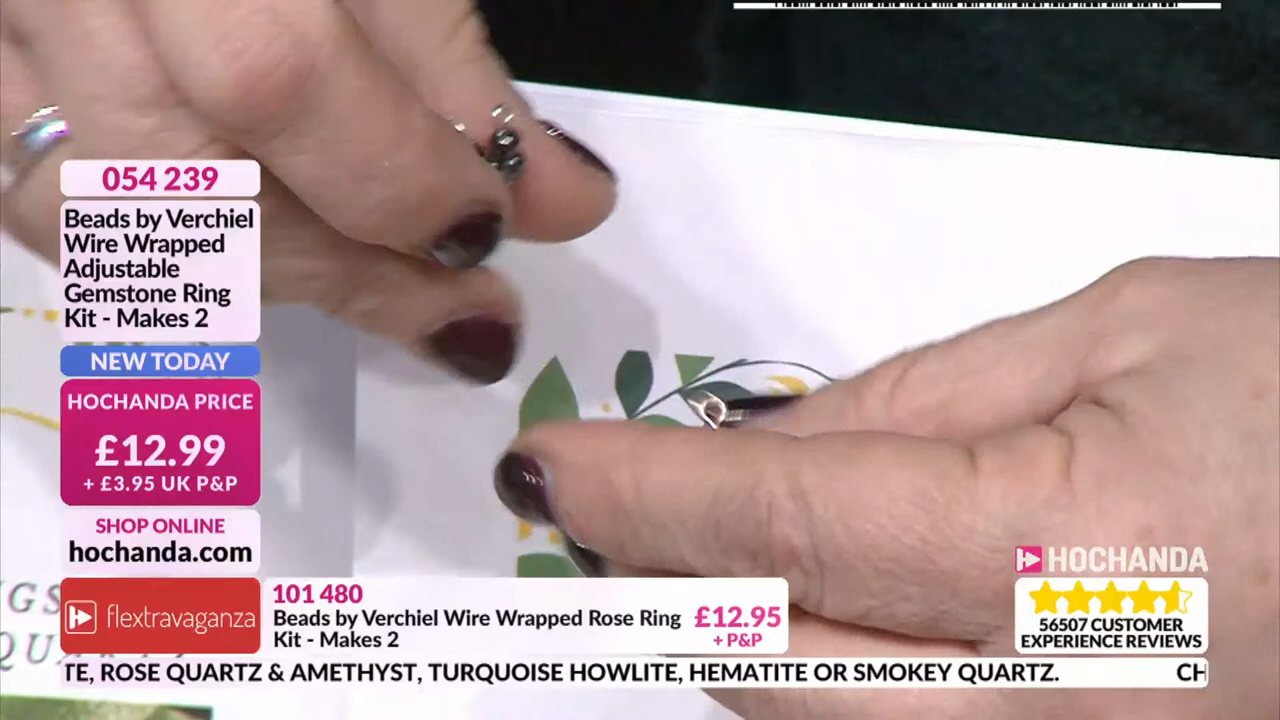 054 239
Beads by Verchiel
Wire Wrapped
Adjustable
Gemstone Ring
Kit - Makes 2
NEW TODAY
HOCHANDA PRICE
£12.99
+ £3.95 UK P&P
SHOP ONLINE
hochanda.com
flextravaganza
101 480
Beads by Verchiel Wire Wrapped Rose Ring
Kit - Makes 2
£12.95
+ P&P
HOCHANDA
56507 CUSTOMER
EXPERIENCE REVIEWS
TE, ROSE QUARTZ & AMETHYST, TURQUOISE HOWLITE, HEMATITE OR SMOKEY QUARTZ. CH